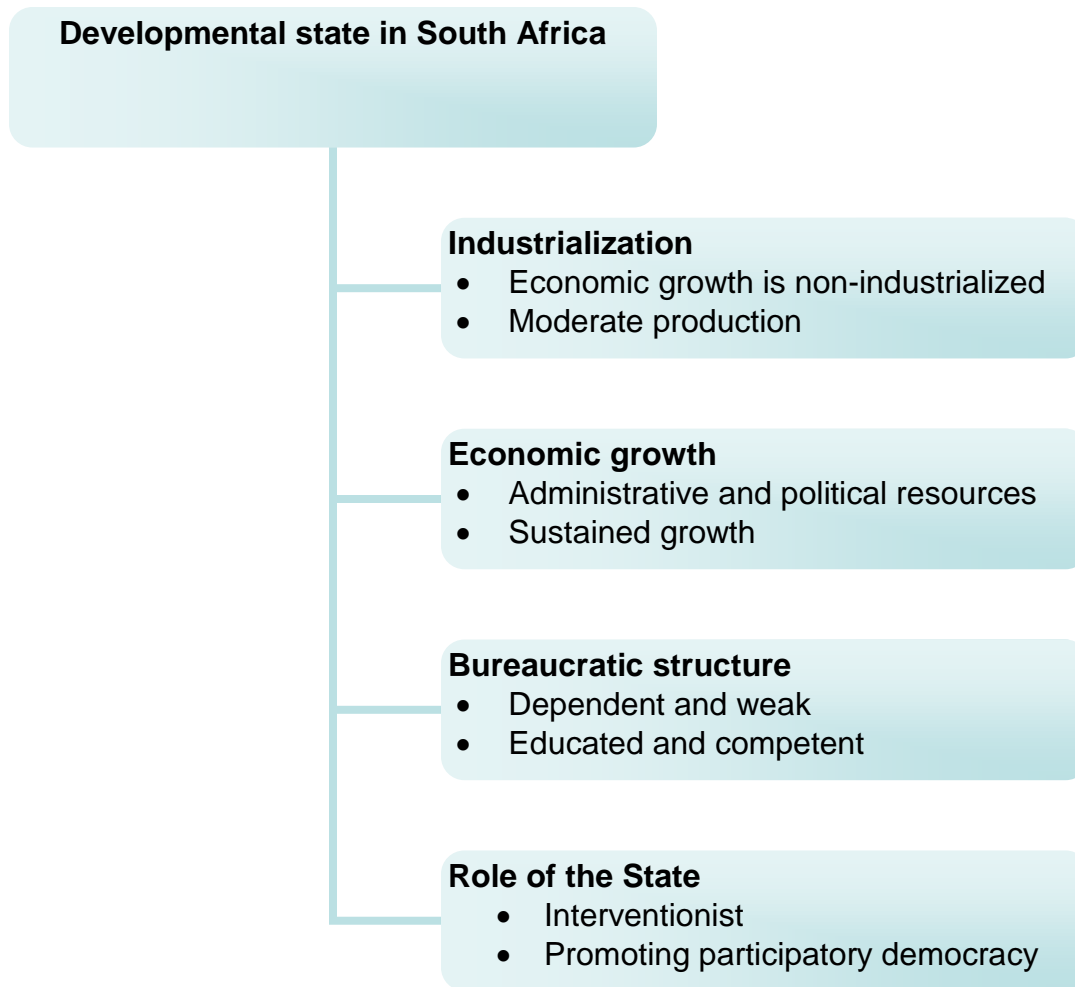 Developmental state in South Africa
Industrialization
• Economic growth is non-industrialized
• Moderate production
Economic growth
• Administrative and political resources
• Sustained growth
Bureaucratic structure
• Dependent and weak
• Educated and competent
Role of the State
• Interventionist
• Promoting participatory democracy